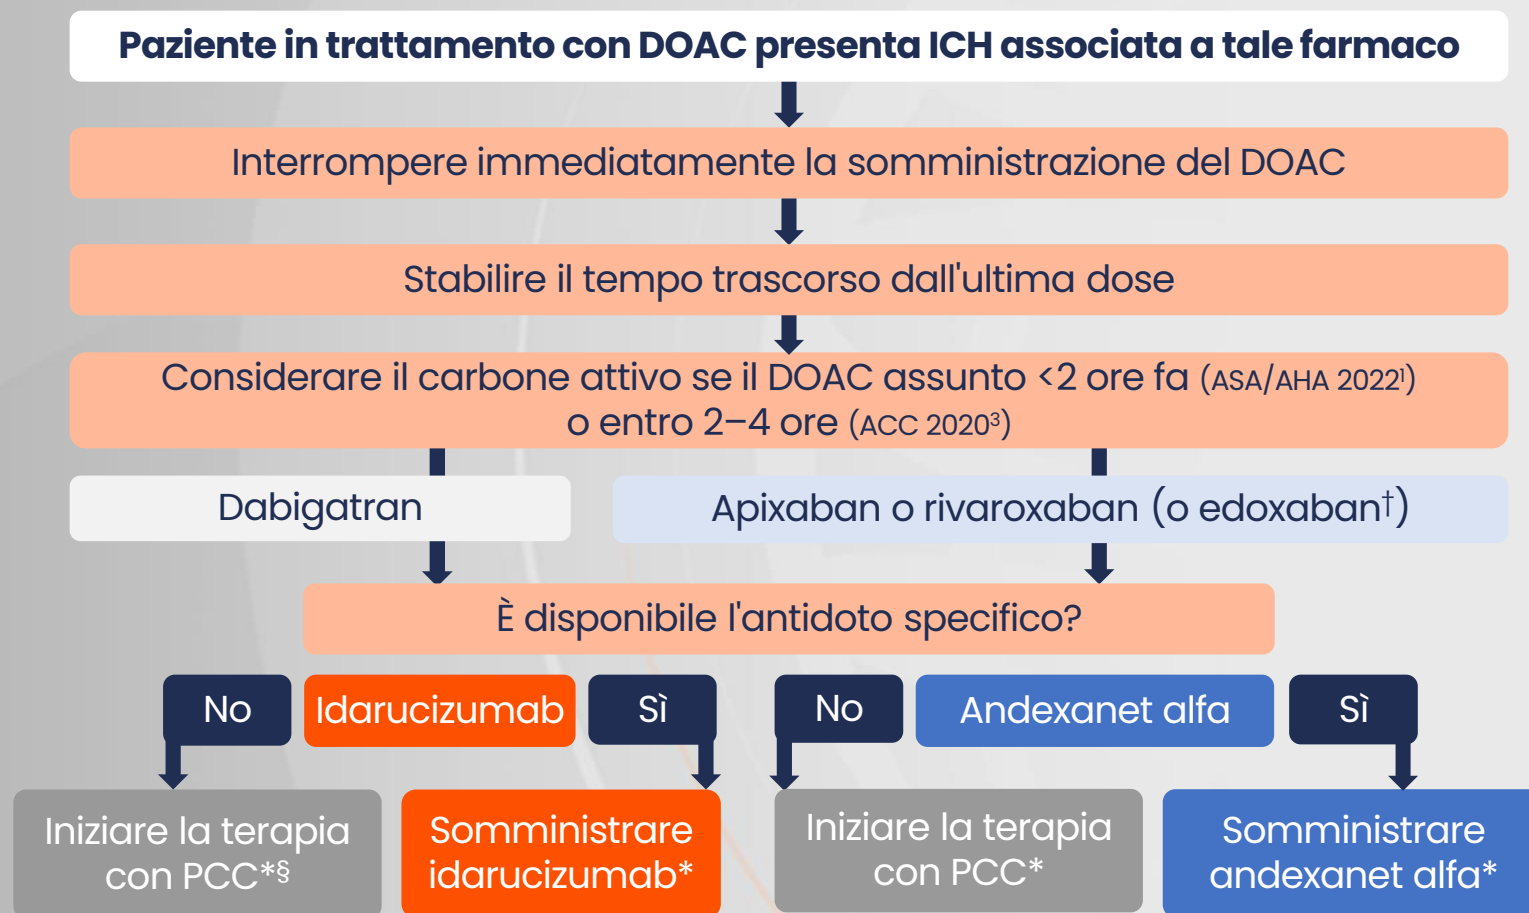 Paziente in trattamento con DOAC presenta ICH associata a tale farmaco
Interrompere immediatamente la somministrazione del DOAC
Stabilire il tempo trascorso dall'ultima dose
Considerare il carbone attivo se il DOAC assunto <2 ore fa (ASA/AHA 2022¹)
o entro 2–4 ore (ACC 2020³)
Dabigatran
Apixaban o rivaroxaban (o edoxaban†)
È disponibile l'antidoto specifico?
No
Idarucizumab
Sì
No
Andexanet alfa
Sì
Iniziare la terapia
con PCC*§
Somministrare
idarucizumab*
Iniziare la terapia
con PCC*
Somministrare
andexanet alfa*